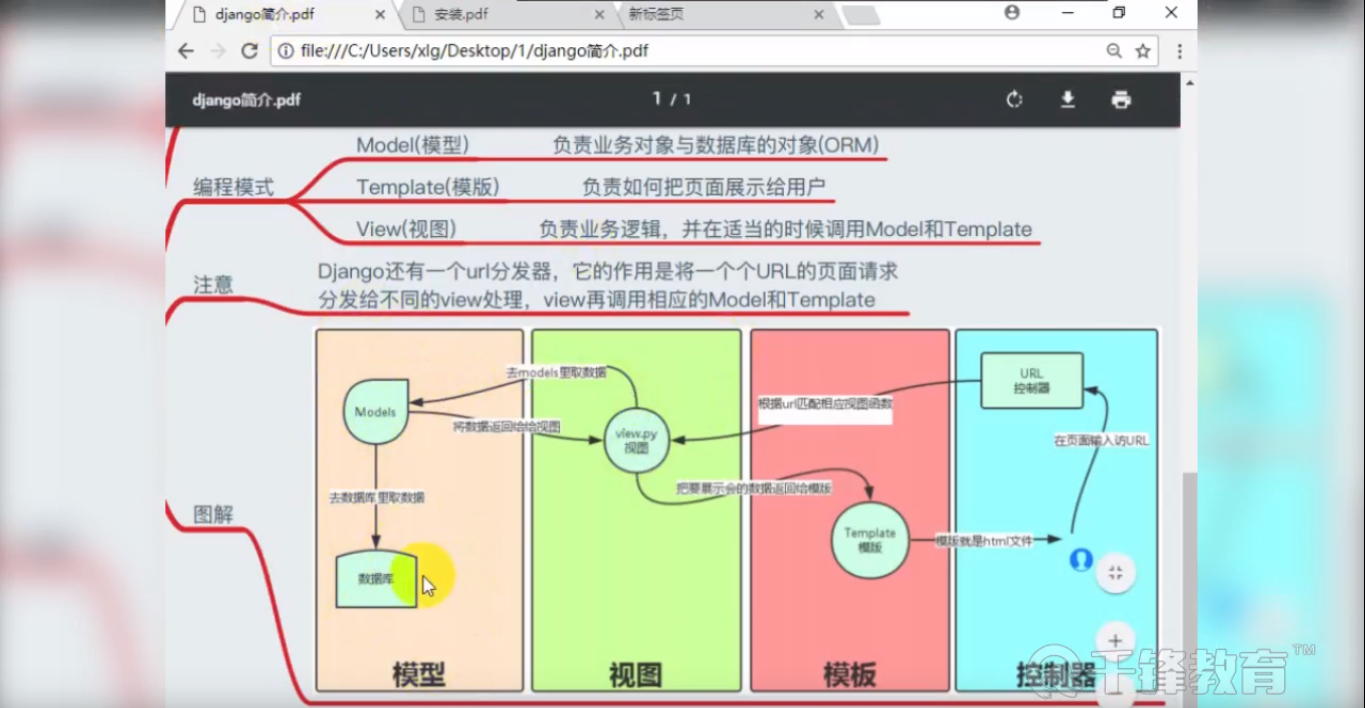 django简介.pdf
安装.pdf
新标签页
file:///C:/Users/xlg/Desktop/1/django简介.pdf
django简介.pdf
1 / 1
Model(模型) 负责业务对象与数据库的对象(ORM)
编程模式
Template(模版) 负责如何把页面展示给用户
View(视图) 负责业务逻辑，并在适当的时候调用Model和Template
注意
Django还有一个url分发器，它的作用是将一个个URL的页面请求
分发给不同的view处理，view再调用相应的Model和Template
图解
去models里取数据
Models
将数据返回给给视图
view.py
视图
根据url匹配相应视图函数
URL
控制器
在页面输入访URL
去数据库里取数据
把要展示会的数据返回给模版
Template
模版
模版就是html文件
数据库
模型
视图
模板
控制器
千锋教育™